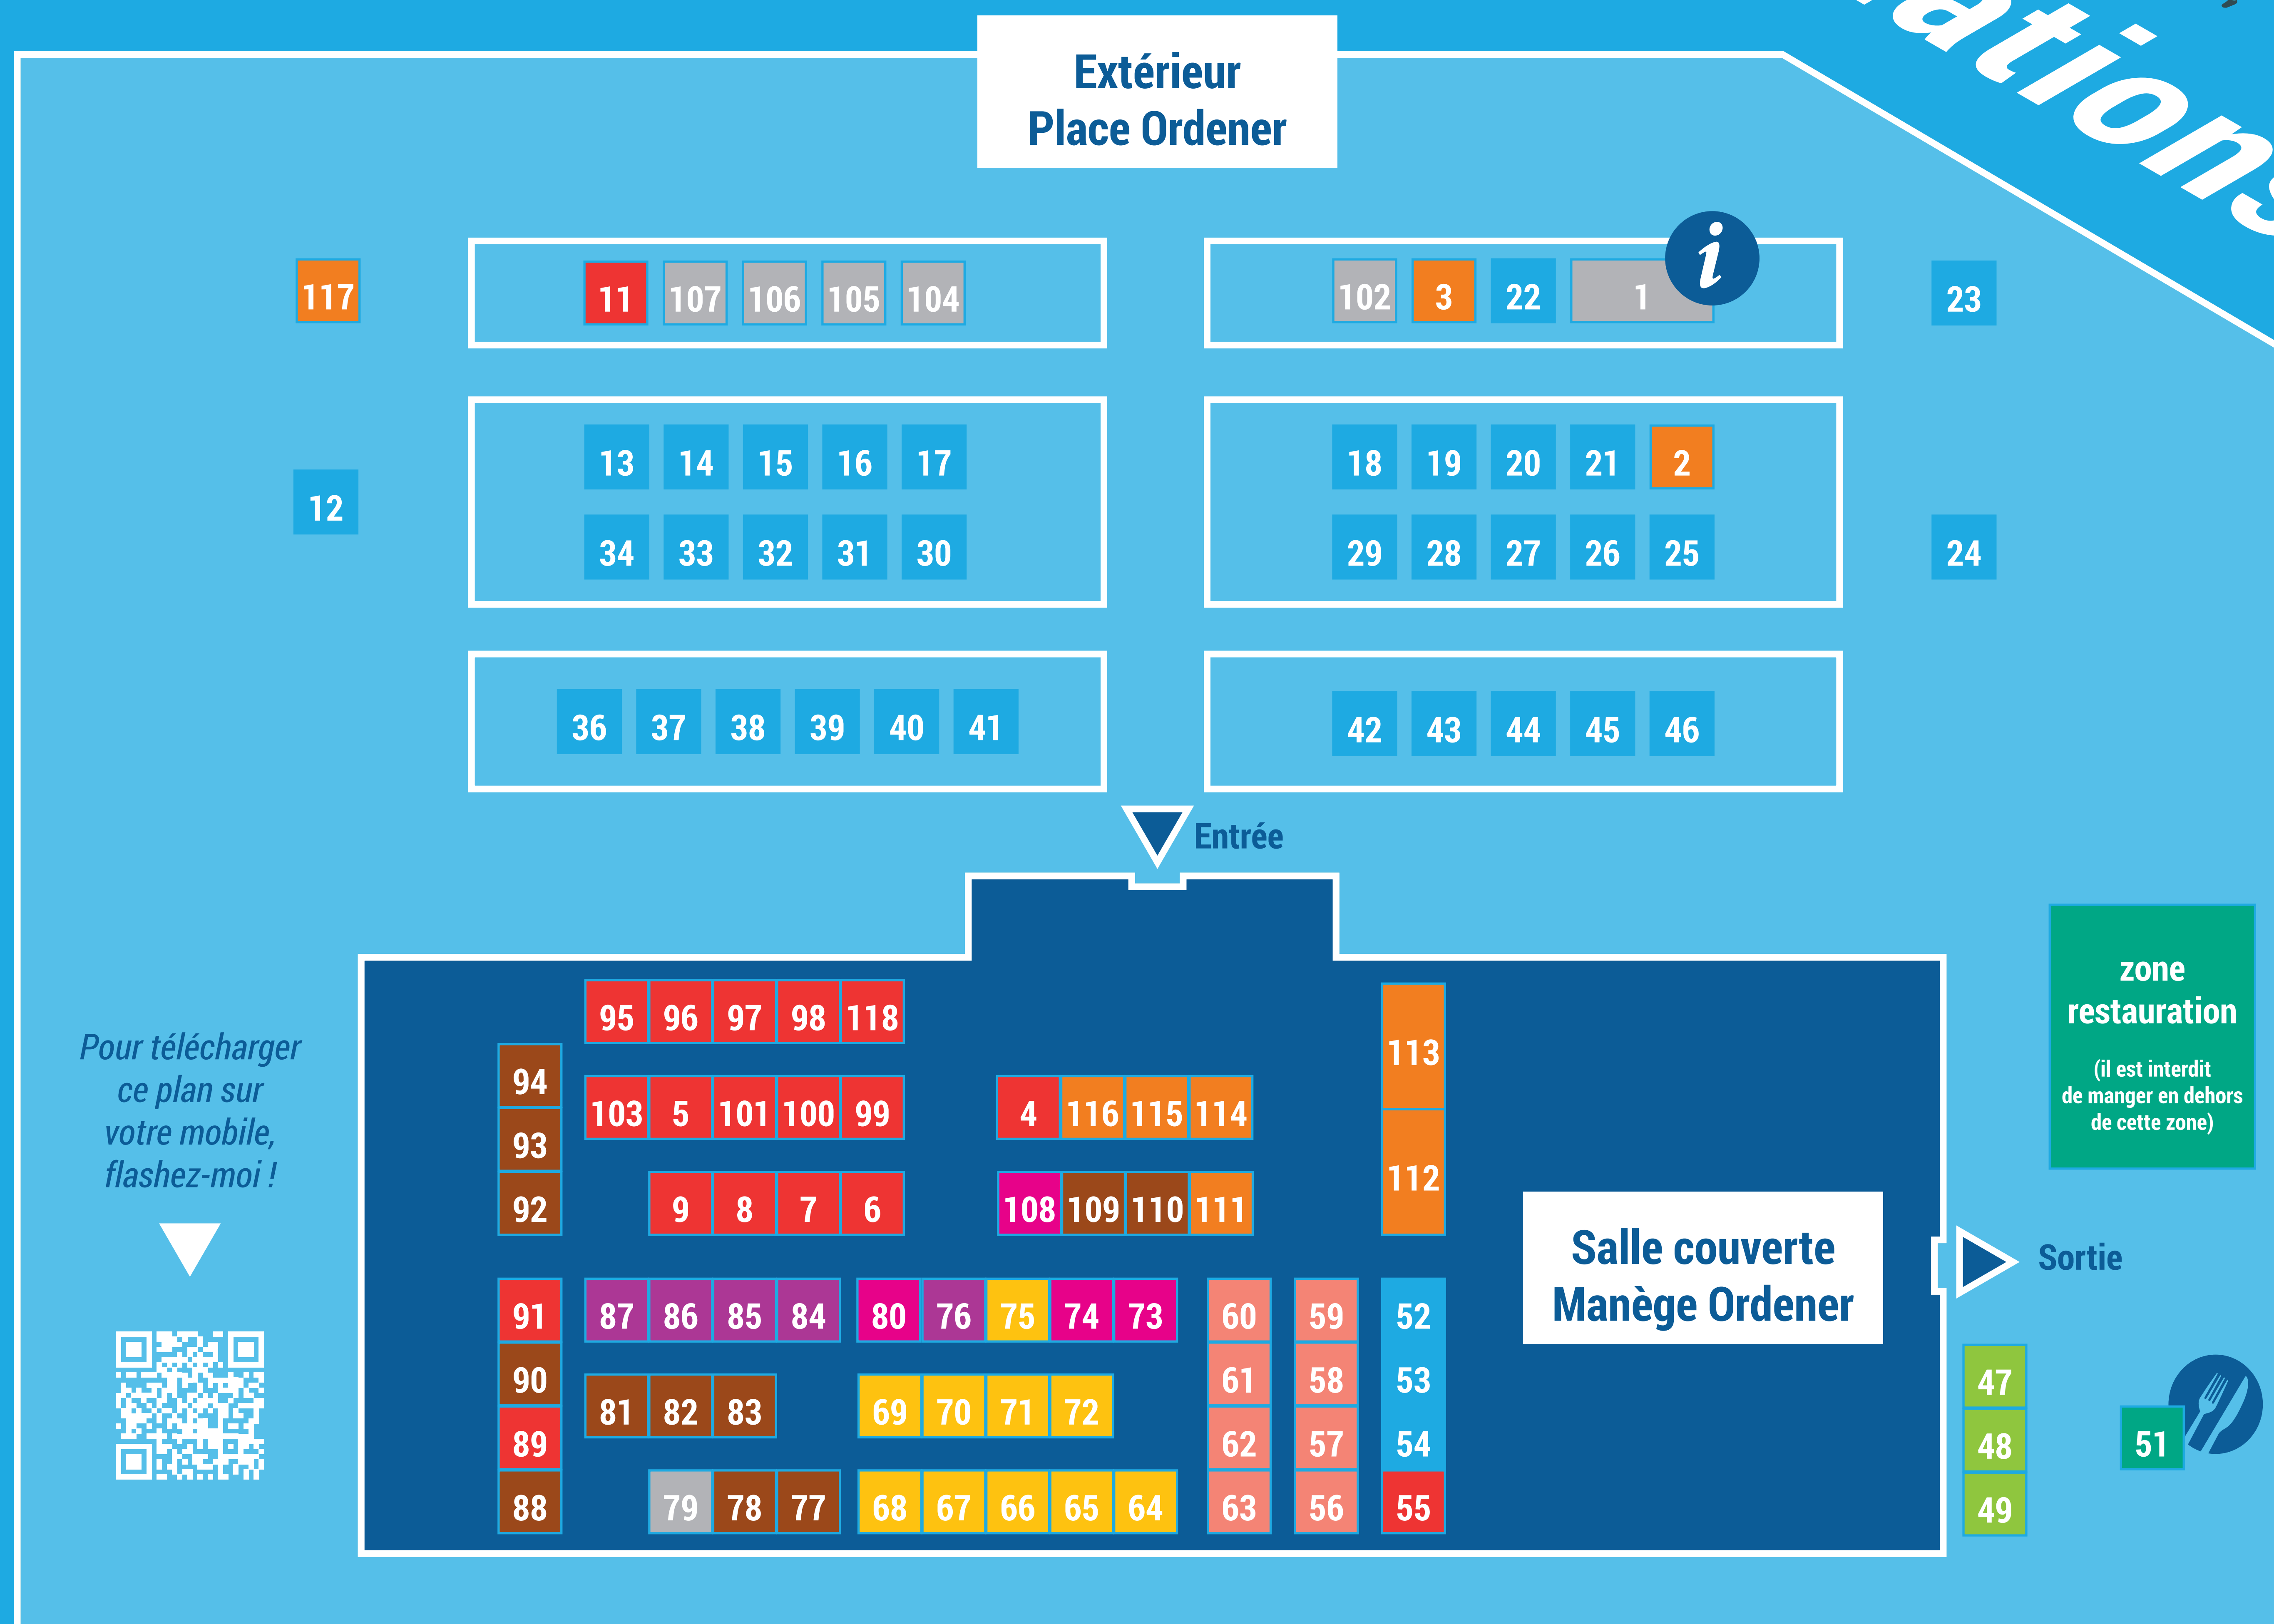 ations
Extérieur
Place Ordener
117
11 107 106 105 104
102 3 22 1
i
23
13 14 15 16 17
18 19 20 21 2
12
34 33 32 31 30
29 28 27 26 25
24
36 37 38 39 40 41
42 43 44 45 46
Entrée
95 96 97 98 118
94
93
92
103 5 101 100 99
4 116 115 114
113
112
9 8 7 6
108 109 110 111
91
90
89
88
87 86 85 84
80 76 75 74 73
81 82 83
69 70 71 72
79 78 77
68 67 66 65 64
60
61
62
63
59
58
57
56
52
53
54
55
Salle couverte
Manège Ordener
zone
restauration
(il est interdit
de manger en dehors
de cette zone)
Sortie
47
48
49
51
Pour télécharger
ce plan sur
votre mobile,
flashez-moi !